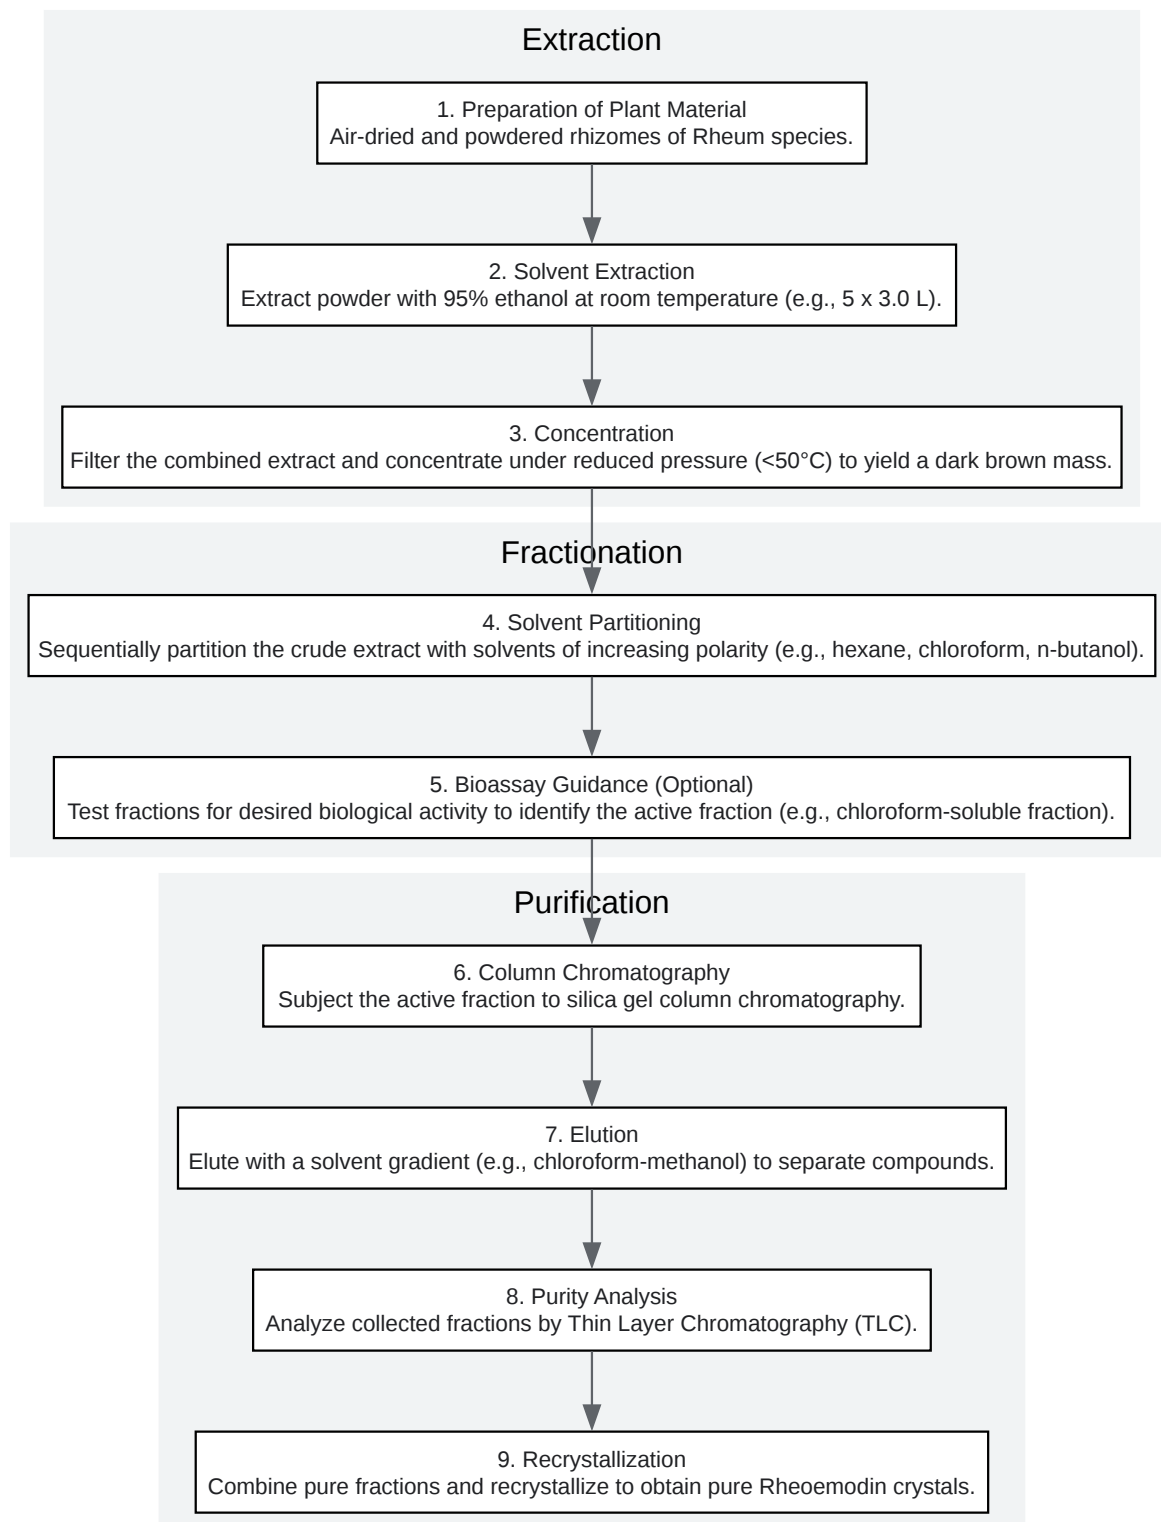 Extraction
1. Preparation of Plant Material
Air-dried and powdered rhizomes of Rheum species.
2. Solvent Extraction
Extract powder with 95% ethanol at room temperature (e.g., 5 x 3.0 L).
3. Concentration
Filter the combined extract and concentrate under reduced pressure (<50°C) to yield a dark brown mass.
Fractionation
4. Solvent Partitioning
Sequentially partition the crude extract with solvents of increasing polarity (e.g., hexane, chloroform, n-butanol).
5. Bioassay Guidance (Optional)
Test fractions for desired biological activity to identify the active fraction (e.g., chloroform-soluble fraction).
Purification
6. Column Chromatography
Subject the active fraction to silica gel column chromatography.
7. Elution
Elute with a solvent gradient (e.g., chloroform-methanol) to separate compounds.
8. Purity Analysis
Analyze collected fractions by Thin Layer Chromatography (TLC).
9. Recrystallization
Combine pure fractions and recrystallize to obtain pure Rheoemodin crystals.